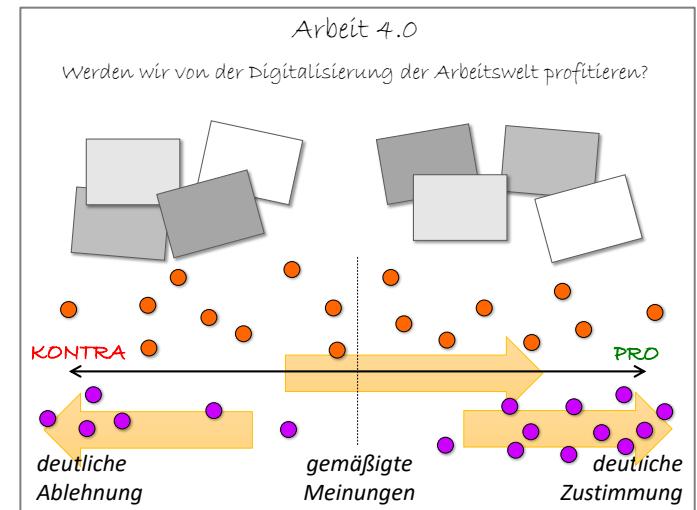 Arbeit 4.0
Werden wir von der Digitalisierung der Arbeitswelt profitieren?
KONTRA
PRO
deutliche
Ablehnung
gemäßigte
Meinungen
deutliche
Zustimmung